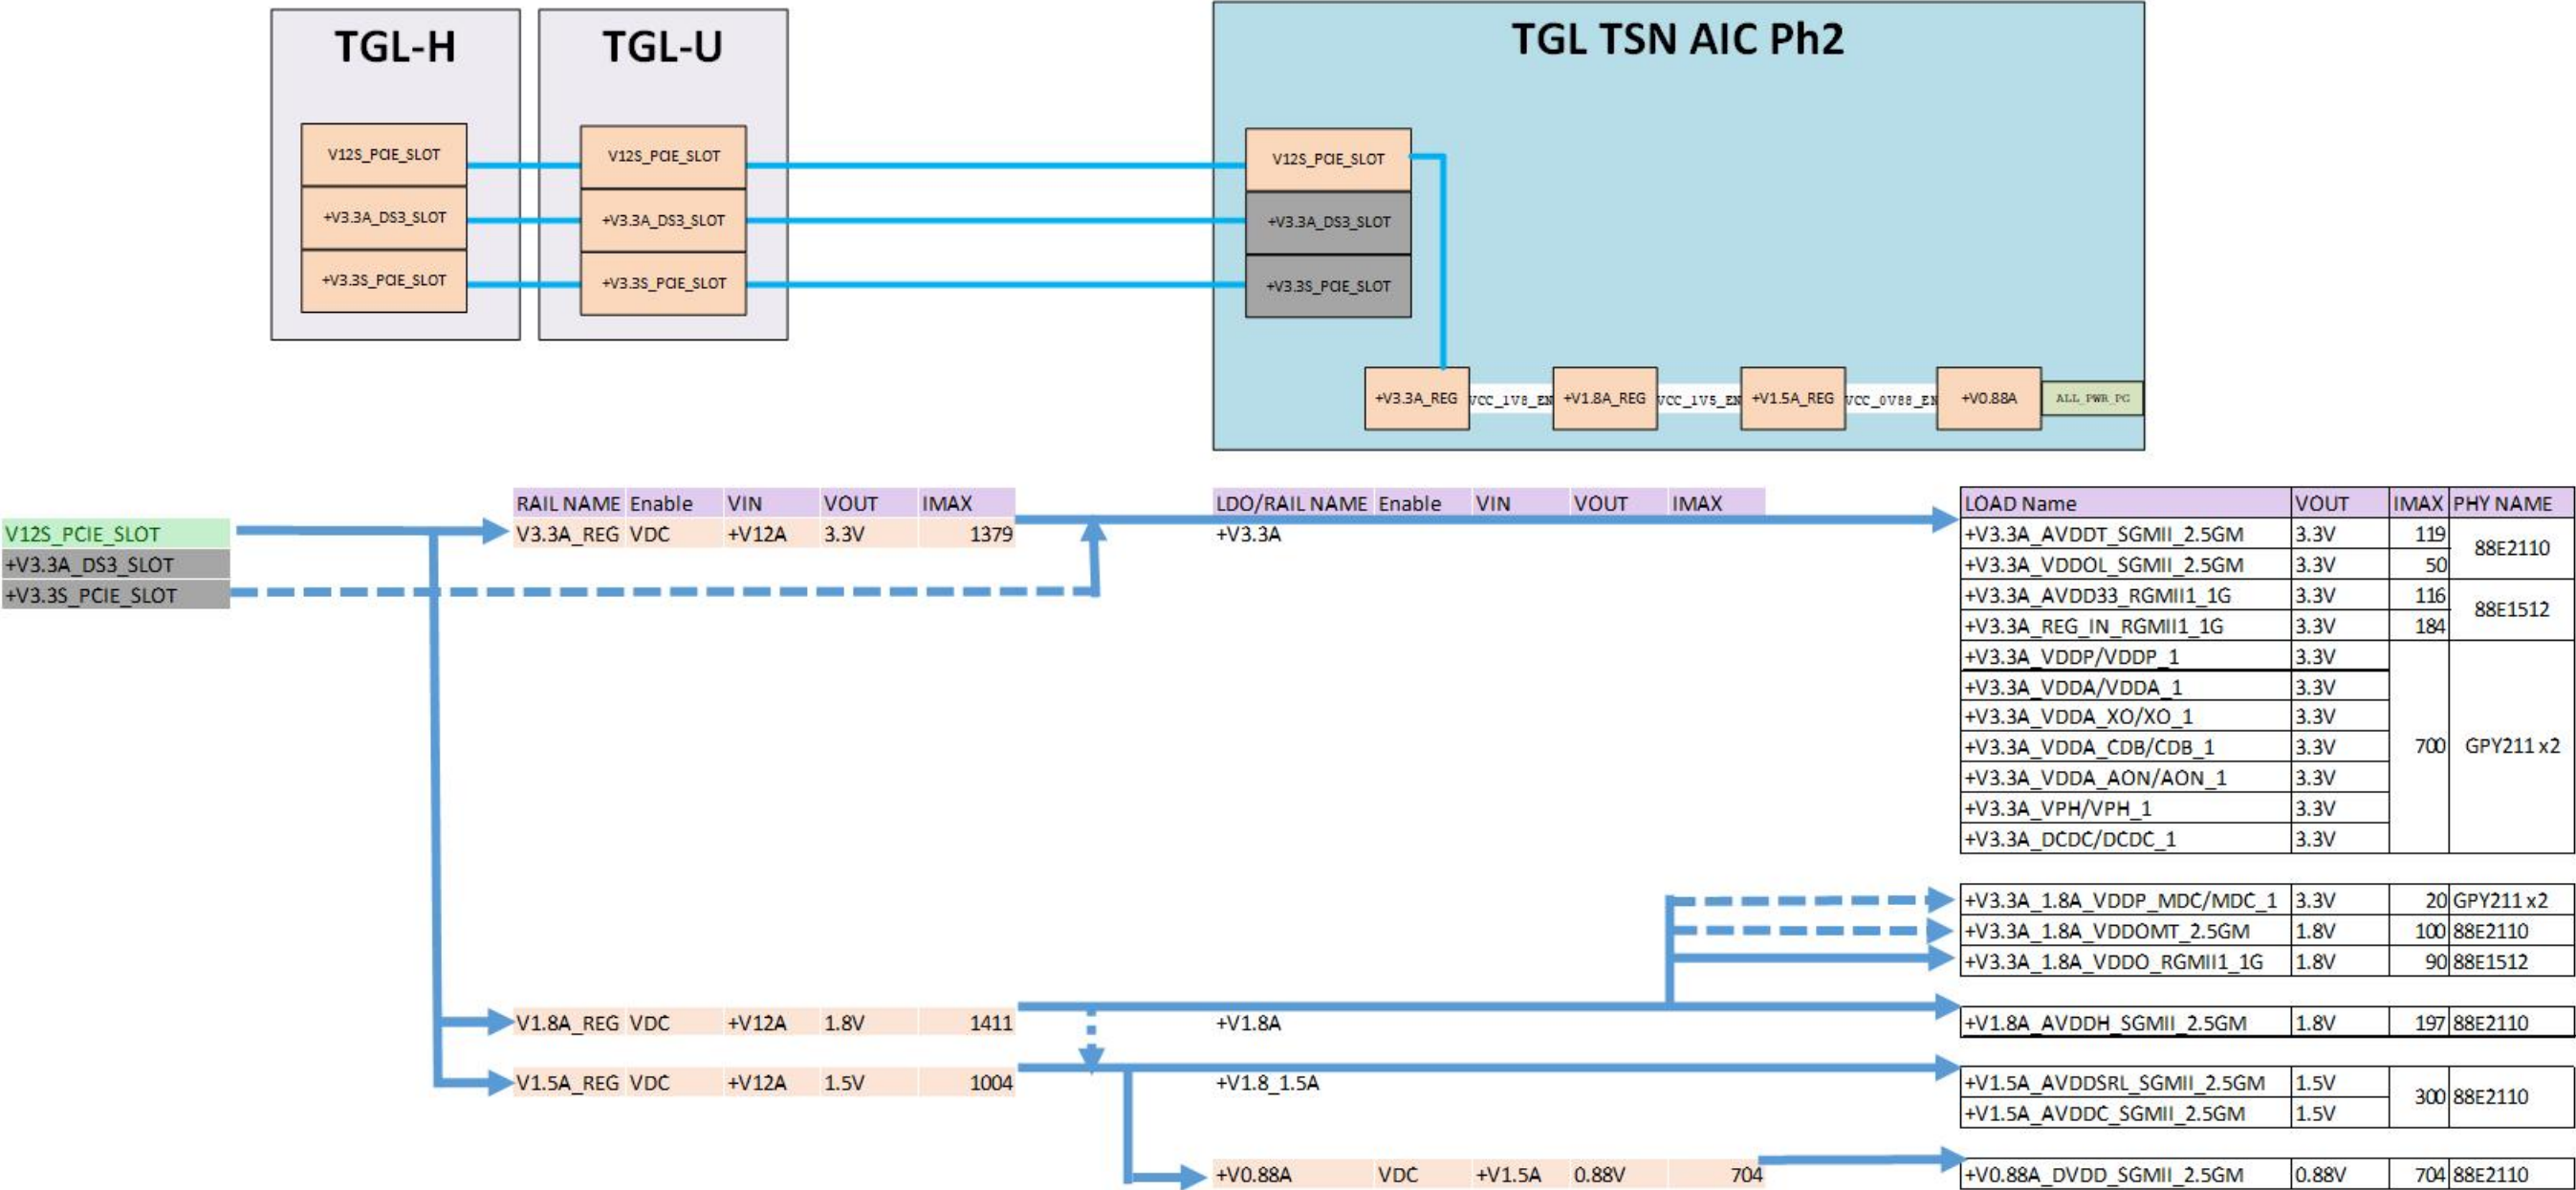 TGL-H
TGL-U
TGL TSN AIC Ph2
V12S_PCIE_SLOT
+V3.3A_DS3_SLOT
+V3.3S_PCIE_SLOT
V12S_PCIE_SLOT
+V3.3A_DS3_SLOT
+V3.3S_PCIE_SLOT
V12S_PCIE_SLOT
+V3.3A_DS3_SLOT
+V3.3S_PCIE_SLOT
+V3.3A_REG VCC_1V8_EN +V1.8A_REG VCC_1V5_EN +V1.5A_REG VCC_0V88_EN +V0.88A ALL_PWR_PG
V12S_PCIE_SLOT
+V3.3A_DS3_SLOT
+V3.3S_PCIE_SLOT
RAIL NAME Enable VIN VOUT IMAX
V3.3A_REG VDC +V12A 3.3V 1379
V1.8A_REG VDC +V12A 1.8V 1411
V1.5A_REG VDC +V12A 1.5V 1004
LDO/RAIL NAME Enable VIN VOUT IMAX
+V3.3A
+V1.8A
+V1.8_1.5A
+V0.88A VDC +V1.5A 0.88V 704
LOAD Name VOUT IMAX PHY NAME
+V3.3A_AVDDT_SGMII_2.5GM 3.3V 119 88E2110
+V3.3A_VDDOL_SGMII_2.5GM 3.3V 50
+V3.3A_AVDD33_RGMII1_1G 3.3V 116 88E1512
+V3.3A_REG_IN_RGMII1_1G 3.3V 184
+V3.3A_VDDP/VDDP_1 3.3V
+V3.3A_VDDA/VDDA_1 3.3V
+V3.3A_VDDA_XO/XO_1 3.3V
+V3.3A_VDDA_CDB/CDB_1 3.3V 700 GPY211 x2
+V3.3A_VDDA_AON/AON_1 3.3V
+V3.3A_VPH/VPH_1 3.3V
+V3.3A_DCDC/DCDC_1 3.3V
+V3.3A_1.8A_VDDP_MDC/MDC_1 3.3V 20 GPY211 x2
+V3.3A_1.8A_VDDOMT_2.5GM 1.8V 100 88E2110
+V3.3A_1.8A_VDDO_RGMII1_1G 1.8V 90 88E1512
+V1.8A_AVDDH_SGMII_2.5GM 1.8V 197 88E2110
+V1.5A_AVDDSRL_SGMII_2.5GM 1.5V 300 88E2110
+V1.5A_AVDDC_SGMII_2.5GM 1.5V
+V0.88A_DVDD_SGMII_2.5GM 0.88V 704 88E2110